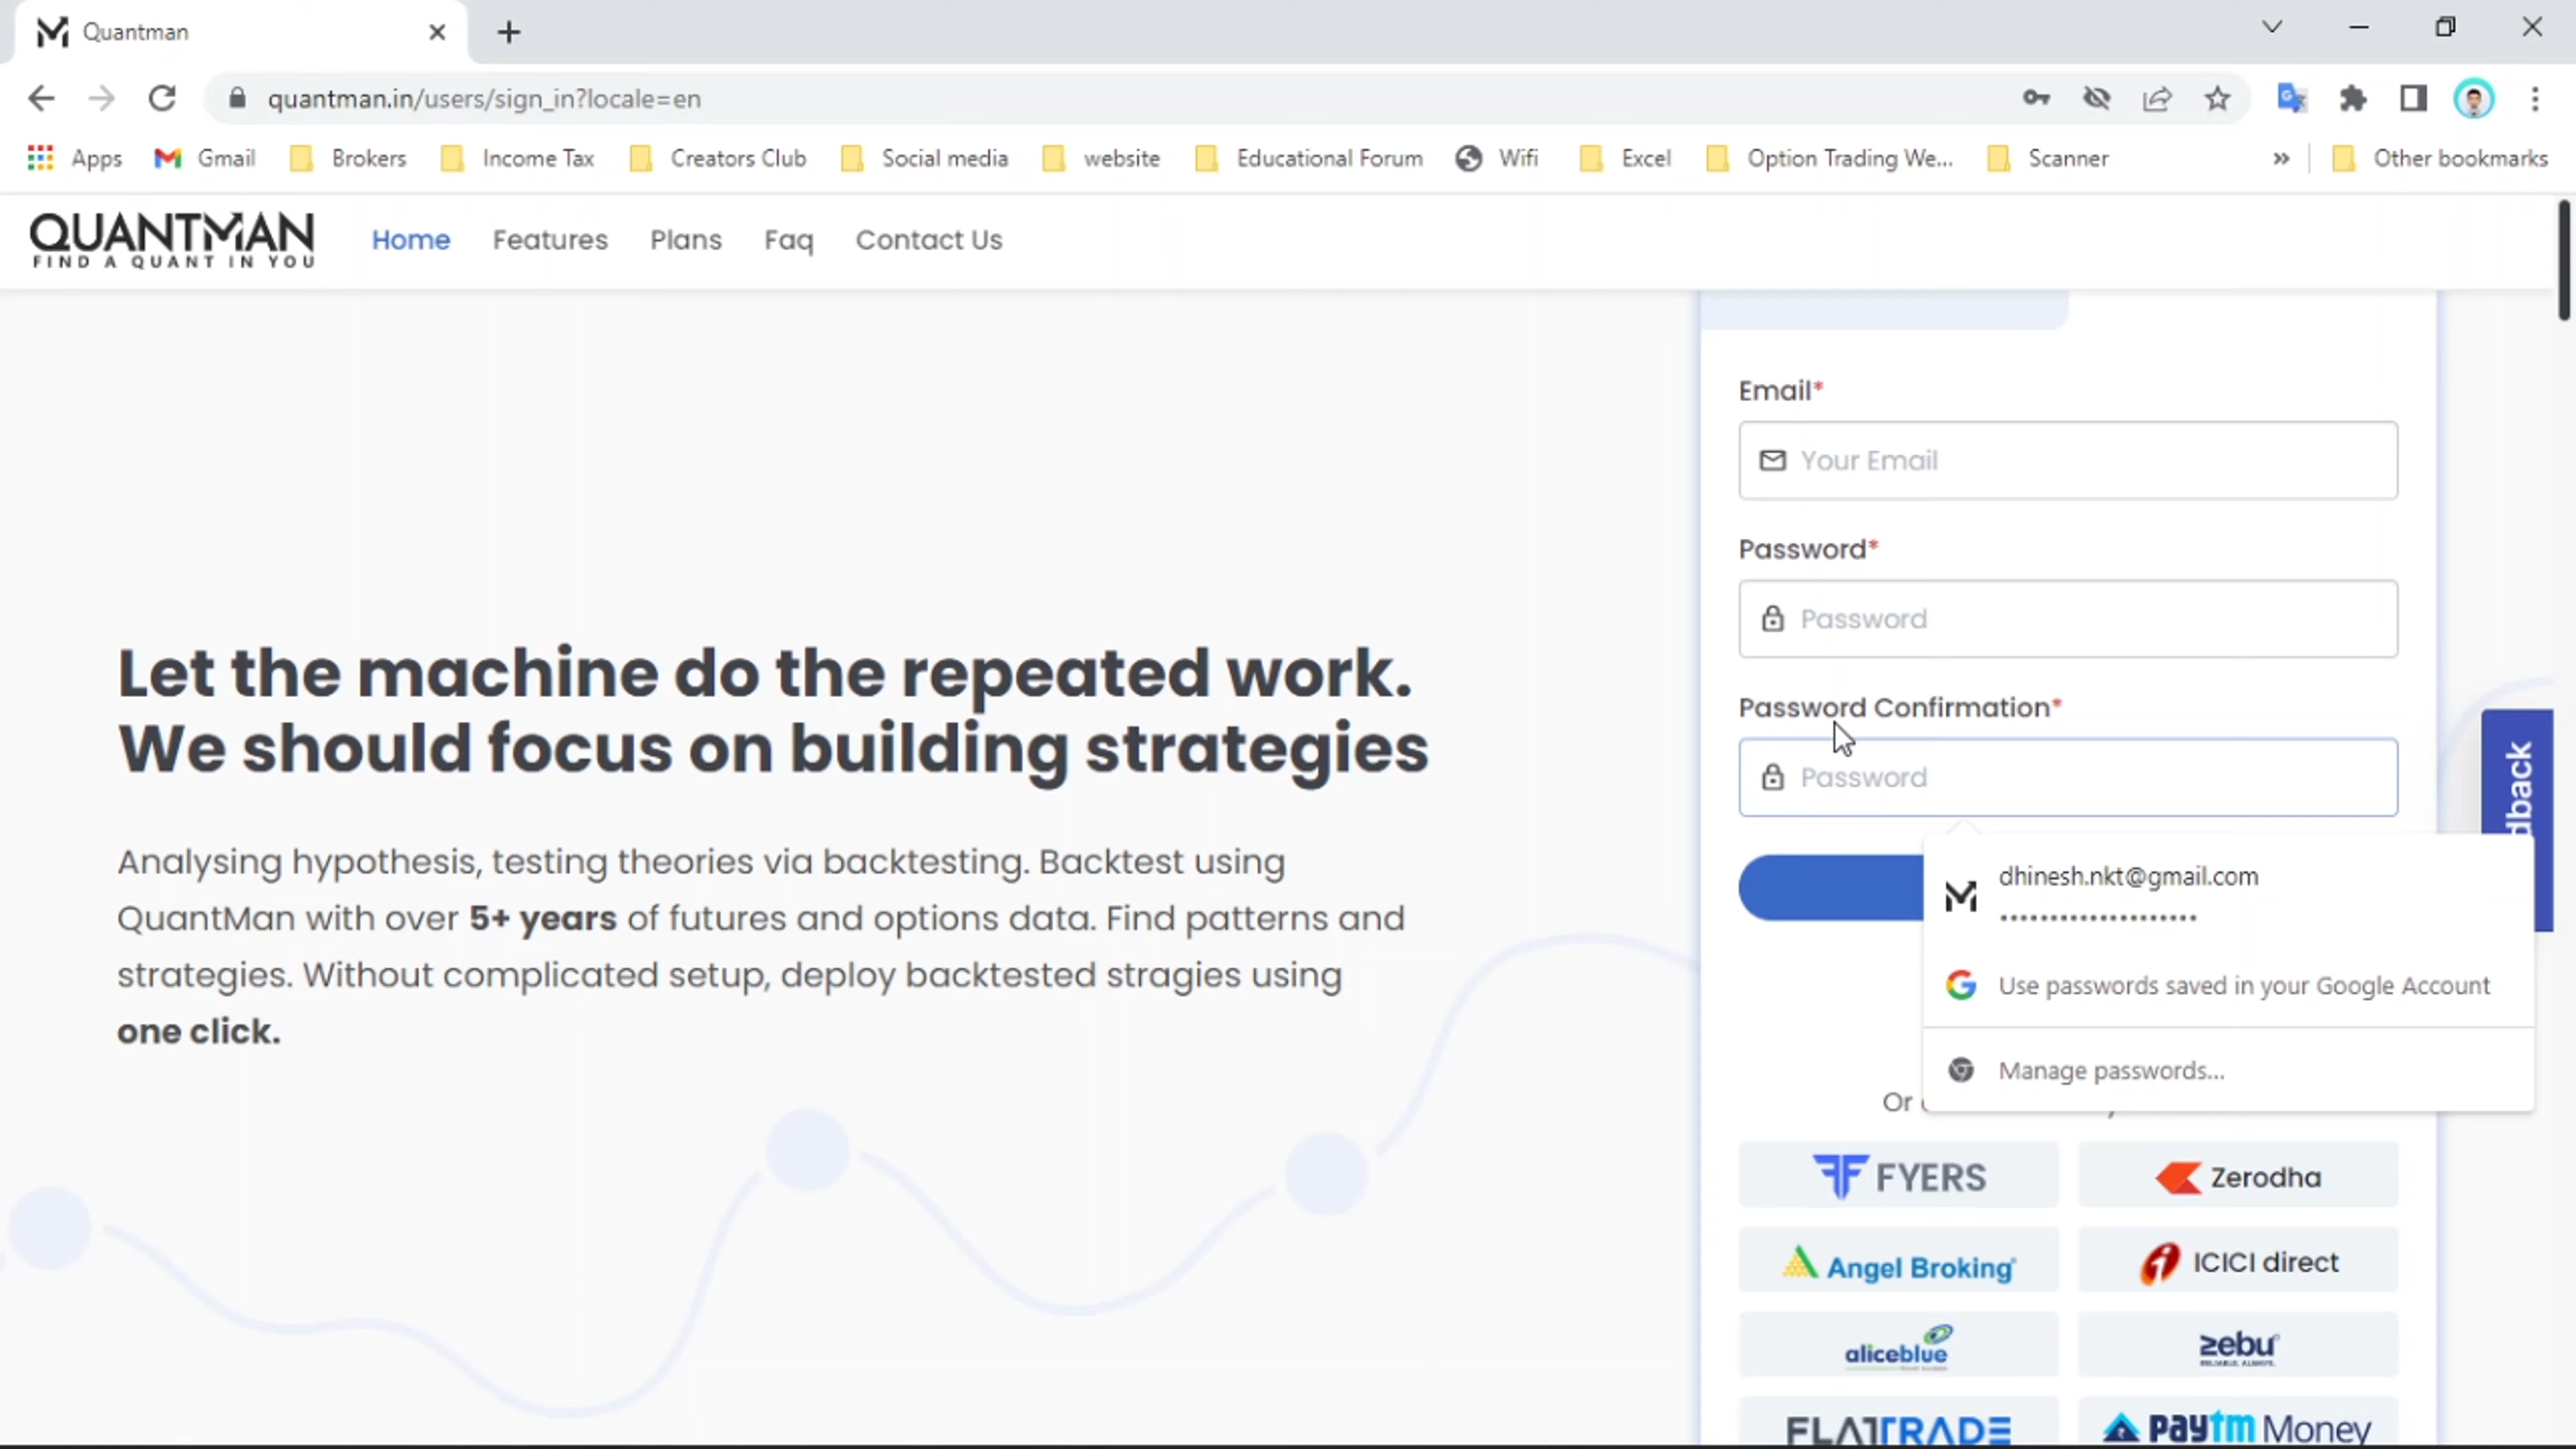 Quantman
quantman.in/users/sign_in?locale=en
Apps Gmail Brokers Income Tax Creators Club Social media website Educational Forum Wifi Excel Option Trading We... Scanner » Other bookmarks
QUANTMAN
FIND A QUANT IN YOU
Home Features Plans Faq Contact Us
Let the machine do the repeated work.
We should focus on building strategies
Analysing hypothesis, testing theories via backtesting. Backtest using
QuantMan with over 5+ years of futures and options data. Find patterns and
strategies. Without complicated setup, deploy backtested stragies using
one click.
Email*
Your Email
Password*
Password
Password Confirmation*
Password
dhinesh.nkt@gmail.com
••••••••••••••••••••
Use passwords saved in your Google Account
Manage passwords...
Or
FYERS Zerodha
Angel Broking ICICI direct
aliceblue zebu
RELIABLE. ALWAYS.
FLATTRADE paytm Money
dback